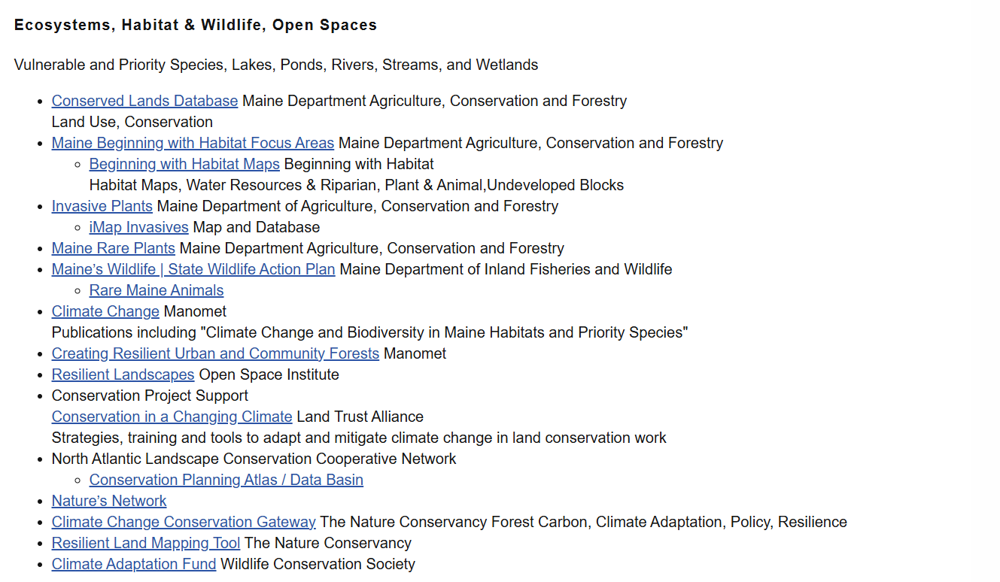 Ecosystems, Habitat & Wildlife, Open Spaces
Vulnerable and Priority Species, Lakes, Ponds, Rivers, Streams, and Wetlands
Conserved Lands Database Maine Department Agriculture, Conservation and Forestry
Land Use, Conservation
Maine Beginning with Habitat Focus Areas Maine Department Agriculture, Conservation and Forestry
Beginning with Habitat Maps Beginning with Habitat
Habitat Maps, Water Resources & Riparian, Plant & Animal,Undeveloped Blocks
Invasive Plants Maine Department of Agriculture, Conservation and Forestry
iMap Invasives Map and Database
Maine Rare Plants Maine Department Agriculture, Conservation and Forestry
Maine’s Wildlife | State Wildlife Action Plan Maine Department of Inland Fisheries and Wildlife
Rare Maine Animals
Climate Change Manomet
Publications including "Climate Change and Biodiversity in Maine Habitats and Priority Species"
Creating Resilient Urban and Community Forests Manomet
Resilient Landscapes Open Space Institute
Conservation Project Support
Conservation in a Changing Climate Land Trust Alliance
Strategies, training and tools to adapt and mitigate climate change in land conservation work
North Atlantic Landscape Conservation Cooperative Network
Conservation Planning Atlas / Data Basin
Nature’s Network
Climate Change Conservation Gateway The Nature Conservancy Forest Carbon, Climate Adaptation, Policy, Resilience
Resilient Land Mapping Tool The Nature Conservancy
Climate Adaptation Fund Wildlife Conservation Society